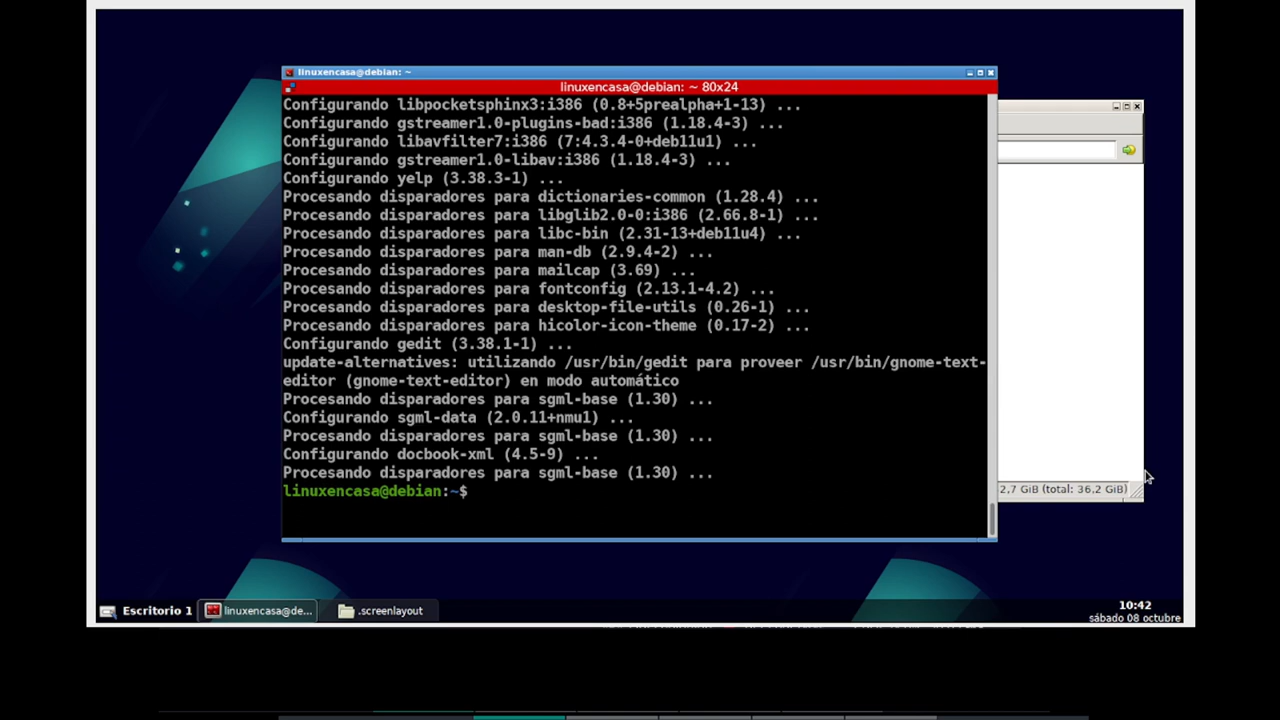 linuxencasa@debian: ~
linuxencasa@debian: ~ 80x24
Configurando libpocketsphinx3:i386 (0.8+5prealpha+1-13) ...
Configurando gstreamer1.0-plugins-bad:i386 (1.18.4-3) ...
Configurando libavfilter7:i386 (7:4.3.4-0+deb11u1) ...
Configurando gstreamer1.0-libav:i386 (1.18.4-3) ...
Configurando yelp (3.38.3-1) ...
Procesando disparadores para dictionaries-common (1.28.4) ...
Procesando disparadores para libglib2.0-0:i386 (2.66.8-1) ...
Procesando disparadores para libc-bin (2.31-13+deb11u4) ...
Procesando disparadores para man-db (2.9.4-2) ...
Procesando disparadores para mailcap (3.69) ...
Procesando disparadores para fontconfig (2.13.1-4.2) ...
Procesando disparadores para desktop-file-utils (0.26-1) ...
Procesando disparadores para hicolor-icon-theme (0.17-2) ...
Configurando gedit (3.38.1-1) ...
update-alternatives: utilizando /usr/bin/gedit para proveer /usr/bin/gnome-text-
editor (gnome-text-editor) en modo automático
Procesando disparadores para sgml-base (1.30) ...
Configurando sgml-data (2.0.11+nmu1) ...
Procesando disparadores para sgml-base (1.30) ...
Configurando docbook-xml (4.5-9) ...
Procesando disparadores para sgml-base (1.30) ...
linuxencasa@debian:~$
2,7 GiB (total: 36,2 GiB)
Escritorio 1
linuxencasa@de...
.screenlayout
10:42
sábado 08 octubre